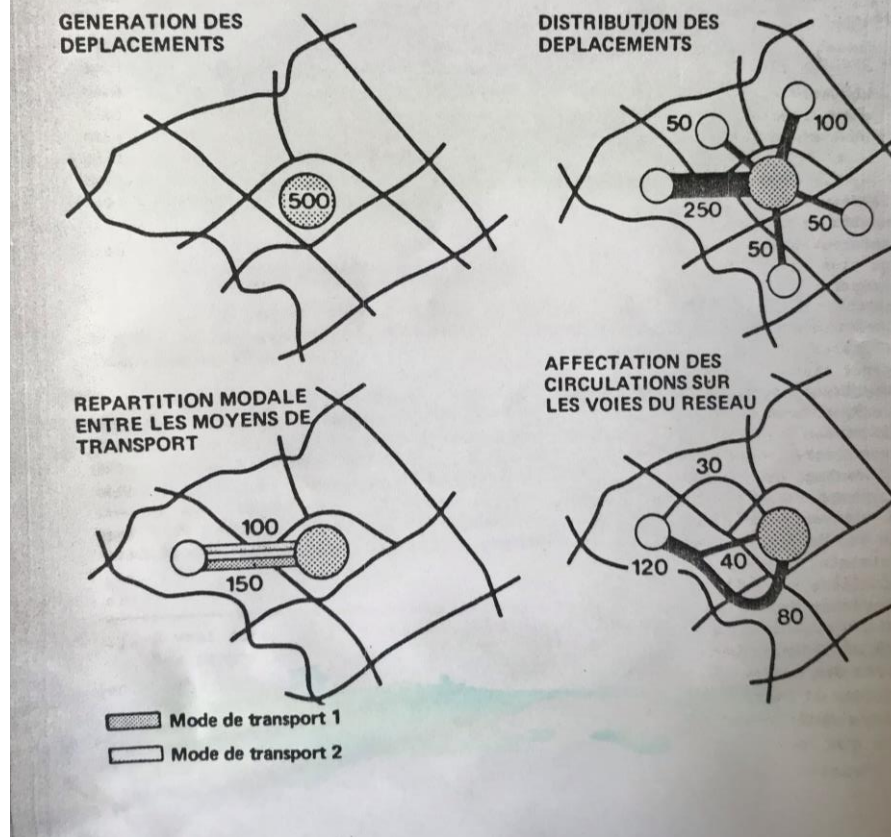 GENERATION DES
DEPLACEMENTS
500
DISTRIBUTION DES
DEPLACEMENTS
50
100
250
50
50
REPARTITION MODALE
ENTRE LES MOYENS DE
TRANSPORT
100
150
AFFECTATION DES
CIRCULATIONS SUR
LES VOIES DU RESEAU
30
40
120
80
Mode de transport 1
Mode de transport 2